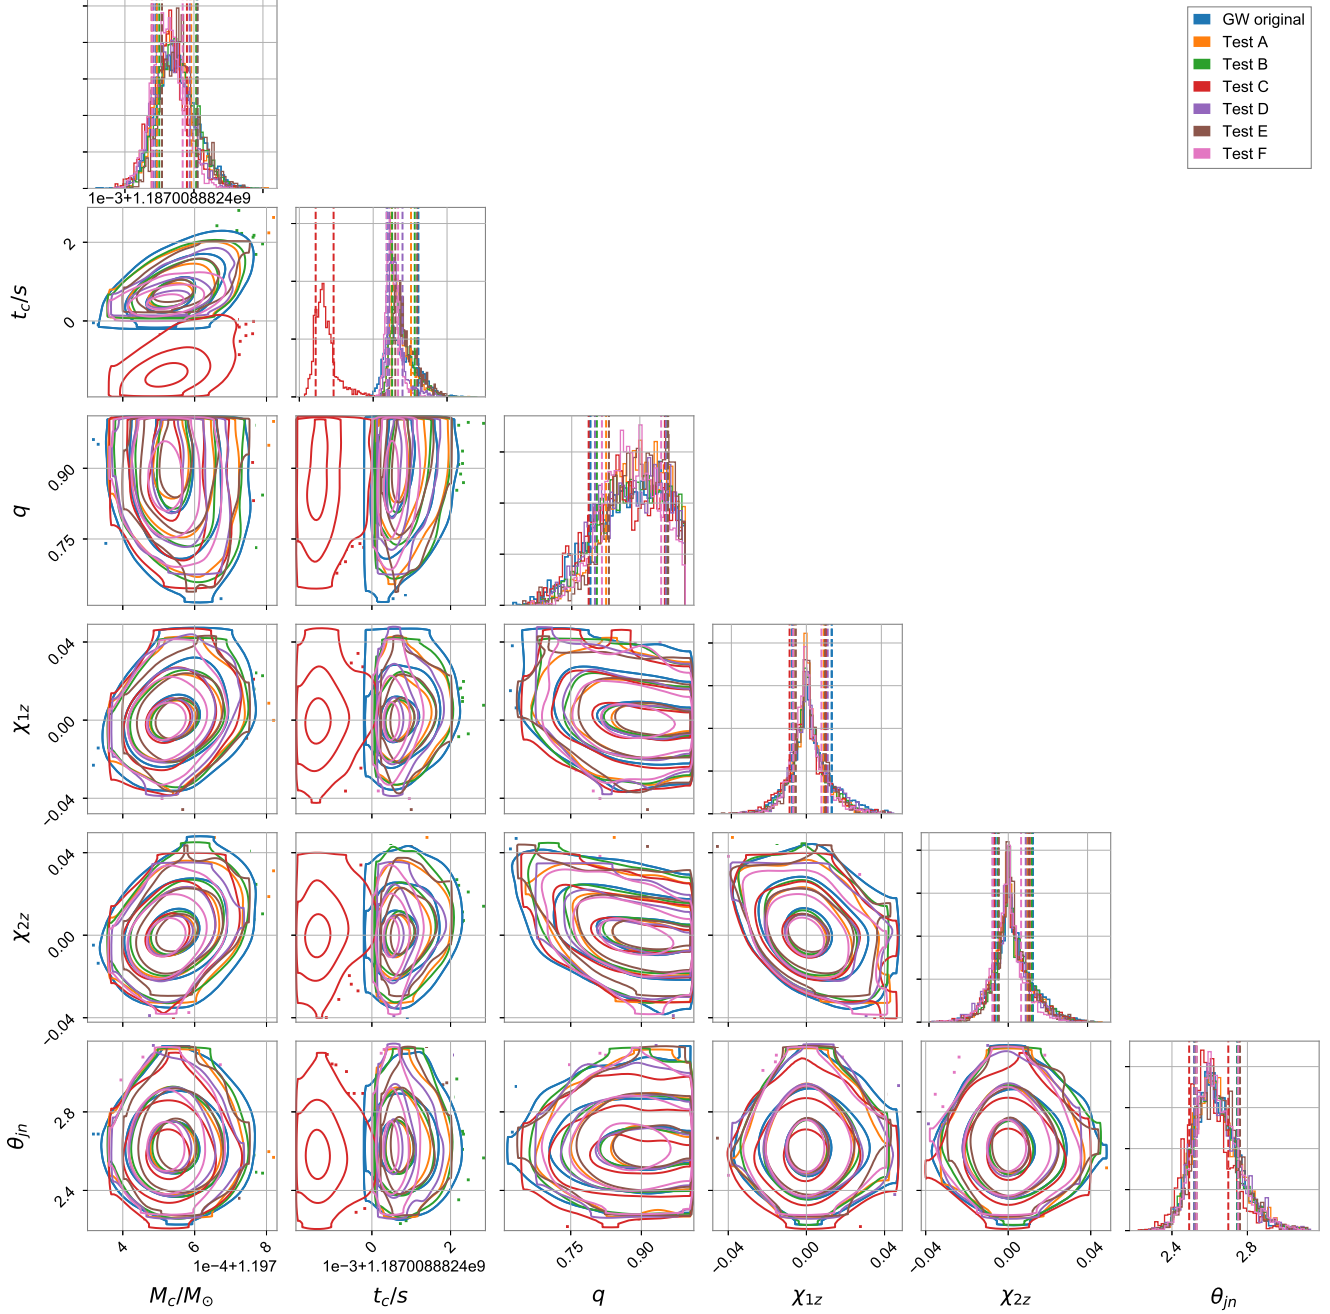 GW original
Test A
Test B
Test C
Test D
Test E
Test F
1e−3+1.1870088824e9
2
0
t_c/s
0.90
0.75
q
0.04
0.00
−0.04
χ_1z
0.04
0.00
−0.04
χ_2z
2.8
2.4
θ_jn
4 6 8 0 2 0.75 0.90 −0.04 0.00 0.04 −0.04 0.00 0.04 2.4 2.8
1e−4+1.197 1e−3+1.1870088824e9
M_c/M_⊙ t_c/s q χ_1z χ_2z θ_jn